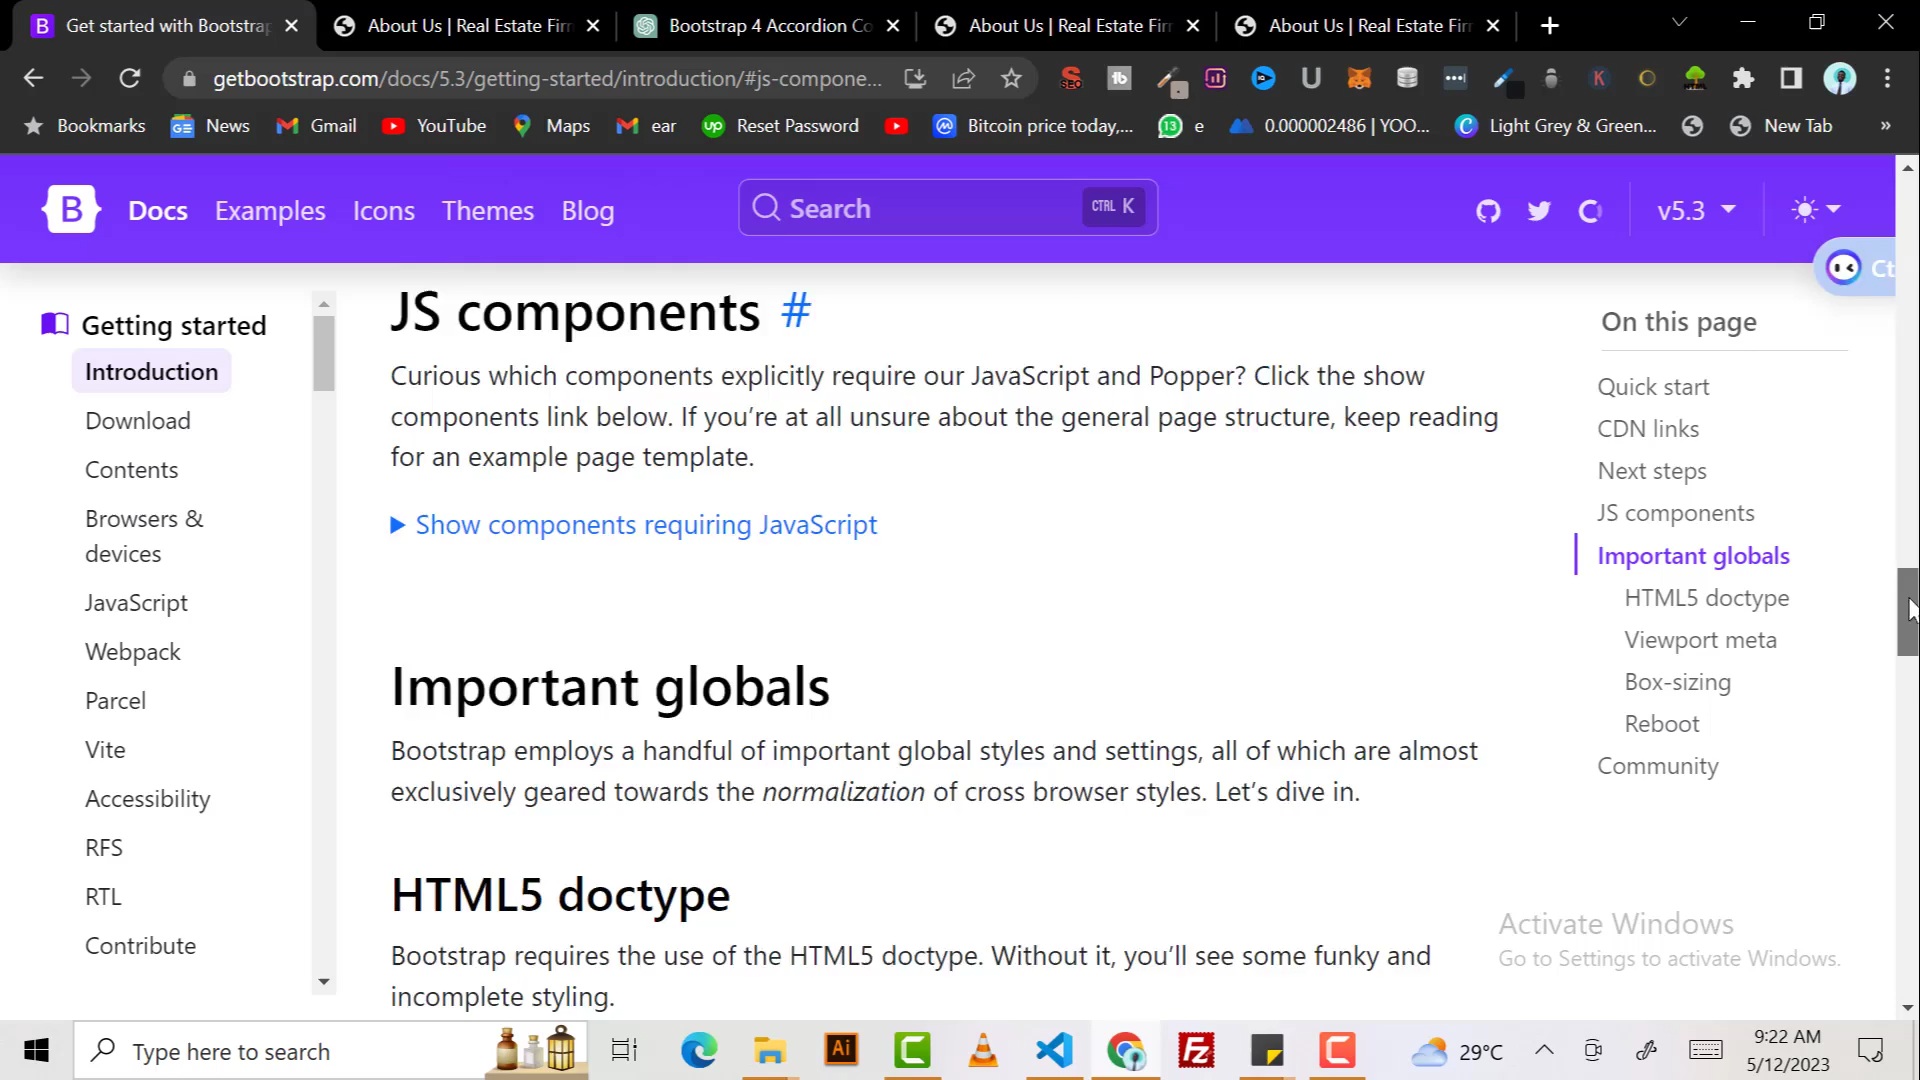 Get started with Bootstrap
About Us | Real Estate Firm
Bootstrap 4 Accordion Co
About Us | Real Estate Firr
About Us | Real Estate Firr
getbootstrap.com/docs/5.3/getting-started/introduction/#js-compone...
Bookmarks
News
Gmail
YouTube
Maps
ear
Reset Password
Bitcoin price today,...
13
e
0.000002486 | YOO...
Light Grey & Green...
New Tab
»
B
Docs
Examples
Icons
Themes
Blog
Search
CTRL K
v5.3
Ct
Getting started
Introduction
Download
Contents
Browsers &
devices
JavaScript
Webpack
Parcel
Vite
Accessibility
RFS
RTL
Contribute
JS components #
Curious which components explicitly require our JavaScript and Popper? Click the show
components link below. If you’re at all unsure about the general page structure, keep reading
for an example page template.
Show components requiring JavaScript
Important globals
Bootstrap employs a handful of important global styles and settings, all of which are almost
exclusively geared towards the normalization of cross browser styles. Let’s dive in.
HTML5 doctype
Bootstrap requires the use of the HTML5 doctype. Without it, you’ll see some funky and
incomplete styling.
On this page
Quick start
CDN links
Next steps
JS components
Important globals
HTML5 doctype
Viewport meta
Box-sizing
Reboot
Community
Activate Windows
Go to Settings to activate Windows.
Type here to search
Ai
29°C
9:22 AM
5/12/2023